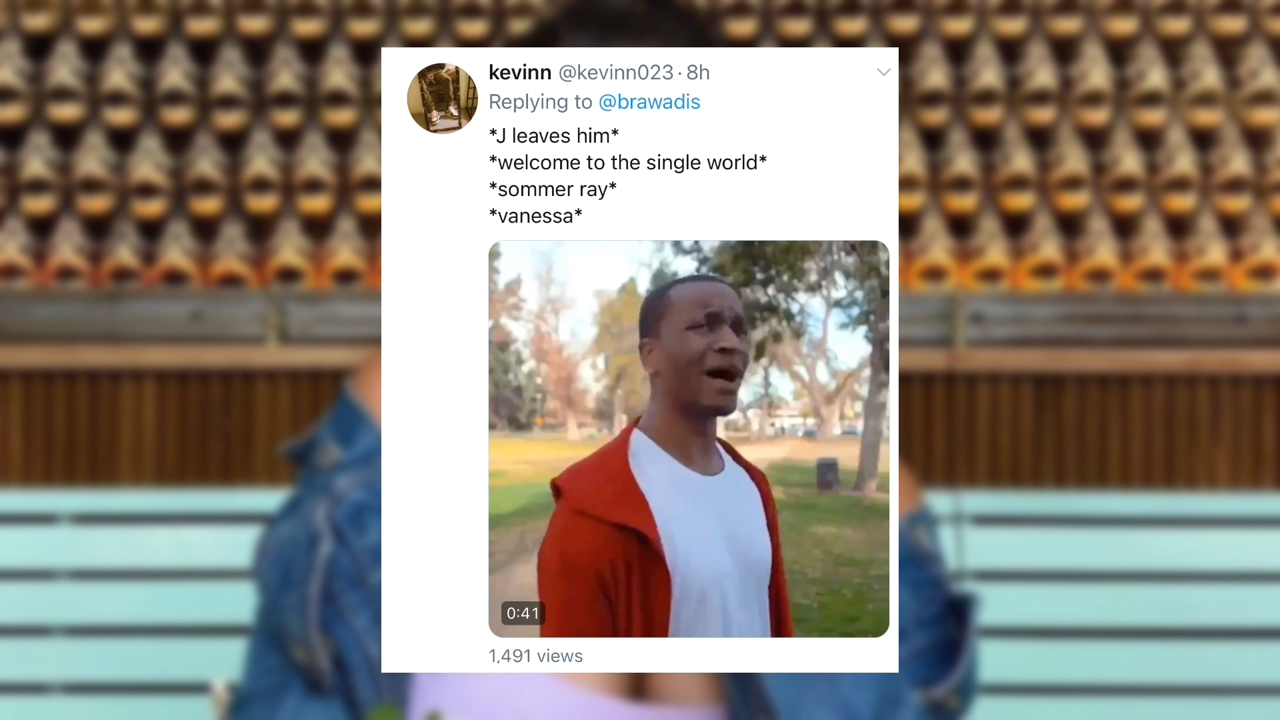 kevinn @kevinn023 · 8h
Replying to @brawadis
*J leaves him*
*welcome to the single world*
*sommer ray*
*vanessa*
0:41
1,491 views